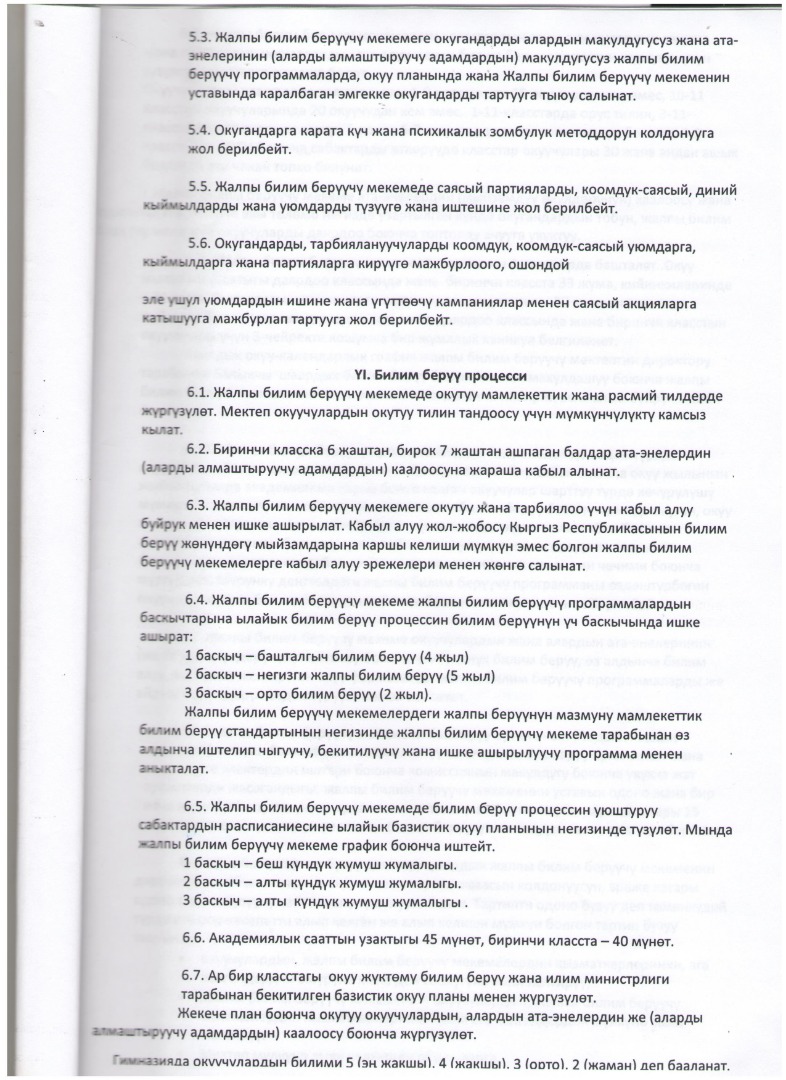 5.3. Жалпы билим берүүчү мекемеге окугандарды алардын макулдугусуз жана ата-
энелеринин (аларды алмаштыруучу адамдардын) макулдугусуз жалпы билим
берүүчү программаларда, окуу планында жана Жалпы билим берүүчү мекеменин
уставында каралбаган эмгекке окугандарды тартууга тыюу салынат.
5.4. Окугандарга карата күч жана психикалык зомбулук методдорун колдонууга
жол берилбейт.
5.5. Жалпы билим берүүчү мекемеде саясый партияларды, коомдук-саясый, диний
кыймылдарды жана уюмдарды түзүүгө жана иштешине жол берилбейт.
5.6. Окугандарды, тарбиялануучуларды коомдук, коомдук-саясый уюмдарга,
кыймылдарга жана партияларга кирүүгө мажбурлоого, ошондой
эле ушул уюмдардын ишине жана үгүттөөчү кампаниялар менен саясый акцияларга
катышууга мажбурлап тартууга жол берилбейт.
YI. Билим берүү процесси
6.1. Жалпы билим берүүчү мекемеде окутуу мамлекеттик жана расмий тилдерде
жүргүзүлөт. Мектеп окуучулардын окутуу тилин тандоосу үчүн мүмкүнчүлүктү камсыз
кылат.
6.2. Биринчи класска 6 жаштан, бирок 7 жаштан ашпаган балдар ата-энелердин
(аларды алмаштыруучу адамдардын) каалоосуна жараша кабыл алынат.
6.3. Жалпы билим берүүчү мекемеге окутуу жана тарбиялоо үчүн кабыл алуу
буйрук менен ишке ашырылат. Кабыл алуу жол-жобосу Кыргыз Республикасынын билим
берүү жөнүндөгү мыйзамдарына каршы келиши мүмкүн эмес болгон жалпы билим
берүүчү мекемелерге кабыл алуу эрежелери менен жөнгө салынат.
6.4. Жалпы билим берүүчү мекеме жалпы билим берүүчү программалардын
баскычтарына ылайык билим берүү процессин билим берүүнүн үч баскычында ишке
ашырат:
1 баскыч – башталгыч билим берүү (4 жыл)
2 баскыч – негизги жалпы билим берүү (5 жыл)
3 баскыч – орто билим берүү (2 жыл).
Жалпы билим берүүчү мекемелердеги жалпы берүүнүн мазмуну мамлекеттик
билим берүү стандартынын негизинде жалпы билим берүүчү мекеме тарабынан өз
алдынча иштелип чыгуучу, бекитилүүчү жана ишке ашырылуучу программа менен
аныкталат.
6.5. Жалпы билим берүүчү мекемеде билим берүү процессин уюштуруу
сабактардын расписаниесине ылайык базистик окуу планынын негизинде түзүлөт. Мында
жалпы билим берүүчү мекеме график боюнча иштейт.
1 баскыч – беш күндүк жумуш жумалыгы.
2 баскыч – алты күндүк жумуш жумалыгы.
3 баскыч – алты күндүк жумуш жумалыгы .
6.6. Академиялык сааттын узактыгы 45 мүнөт, биринчи класста – 40 мүнөт.
6.7. Ар бир класстагы окуу жүктөмү билим берүү жана илим министрлиги
тарабынан бекитилген базистик окуу планы менен жүргүзүлөт.
Жекече план боюнча окутуу окуучулардын, алардын ата-энелердин же (аларды
алмаштыруучу адамдардын) каалоосу боюнча жүргүзүлөт.
Гимназияда окуучулардын билими 5 (эң жакшы), 4 (жакшы), 3 (орто), 2 (жаман) деп бааланат.